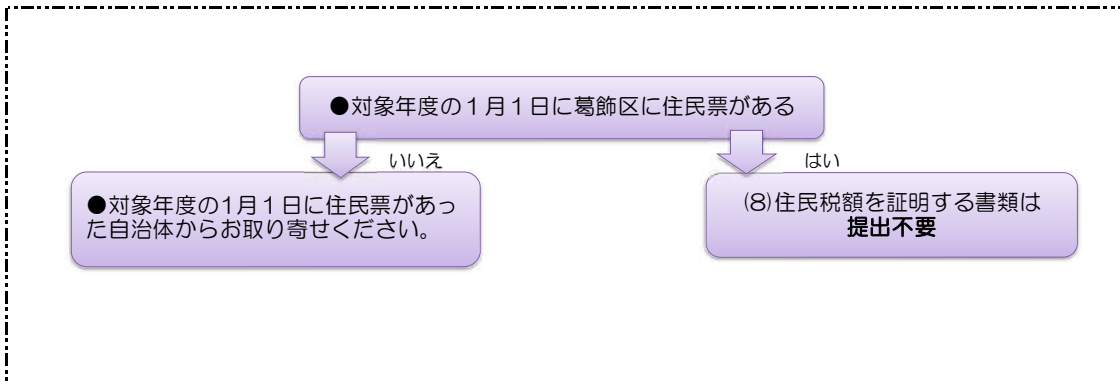 ●対象年度の１月１日に葛飾区に住民票がある
いいえ
はい
●対象年度の1月１日に住民票があっ
た自治体からお取り寄せください。
(8)住民税額を証明する書類は
提出不要